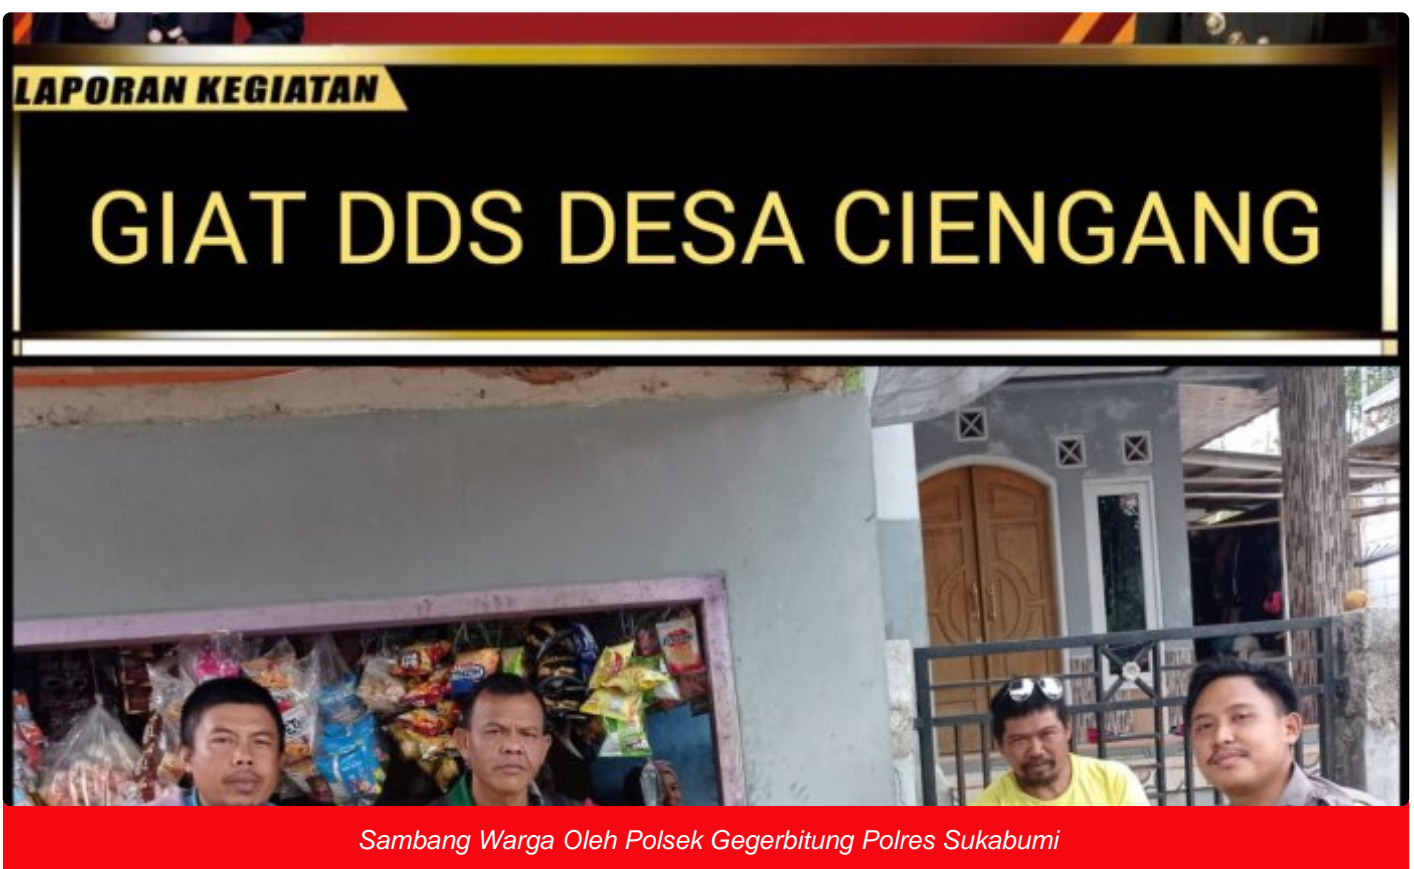 LAPORAN KEGIATAN
GIAT DDS DESA CIENGANG
Sambang Warga Oleh Polsek Gegerbitung Polres Sukabumi